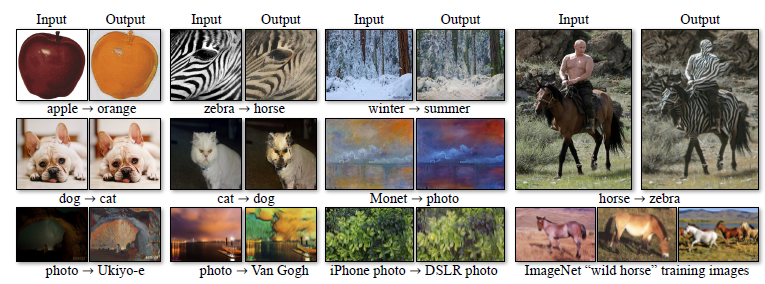 Input Output Input Output Input Output Input Output
apple → orange zebra → horse winter → summer
dog → cat cat → dog Monet → photo horse → zebra
photo → Ukiyo-e photo → Van Gogh iPhone photo → DSLR photo ImageNet “wild horse” training images